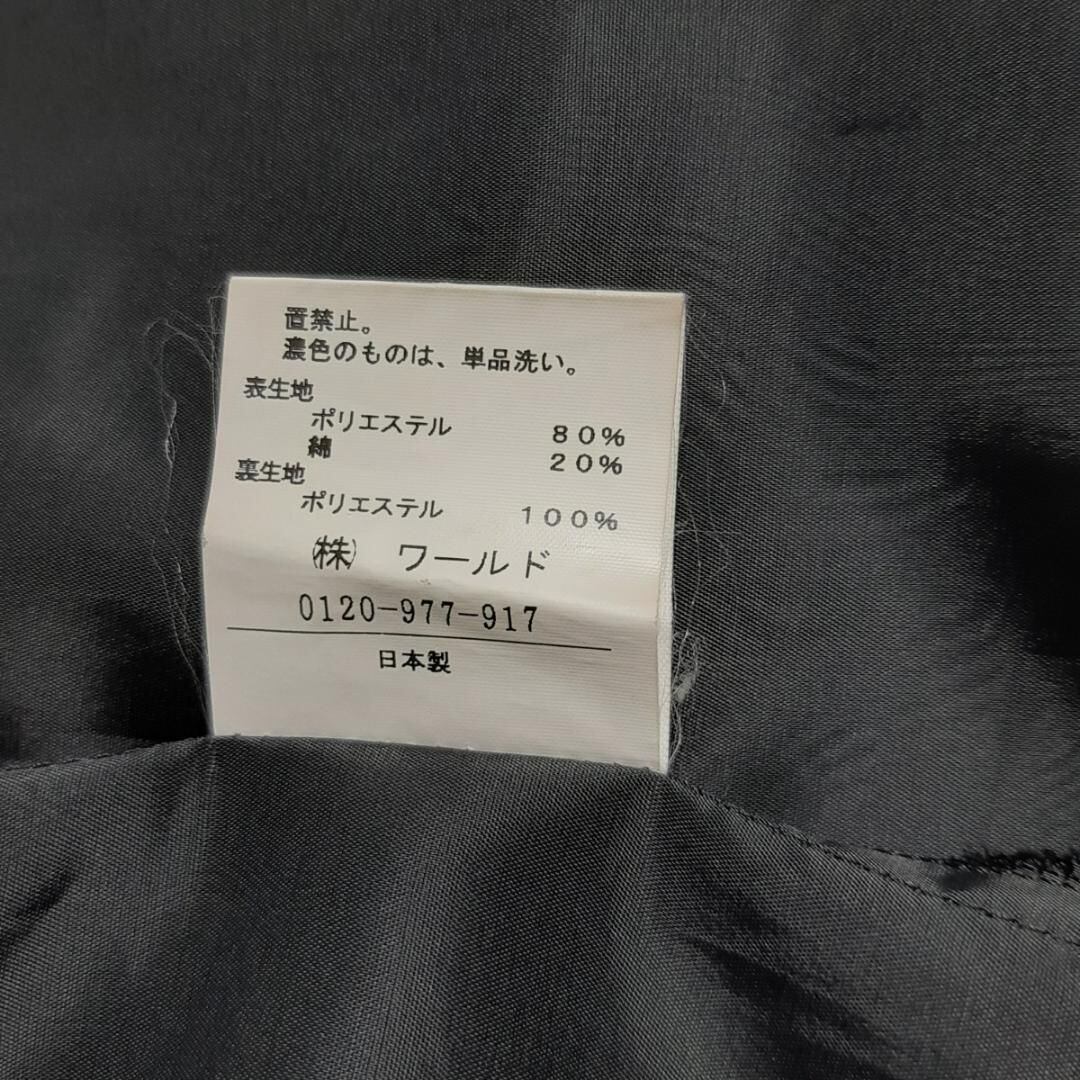 置禁止。
濃色のものは、単品洗い。
表生地
ポリエステル 80%
綿 20%
裏生地
ポリエステル 100%
㈱ ワールド
0120-977-917
日本製